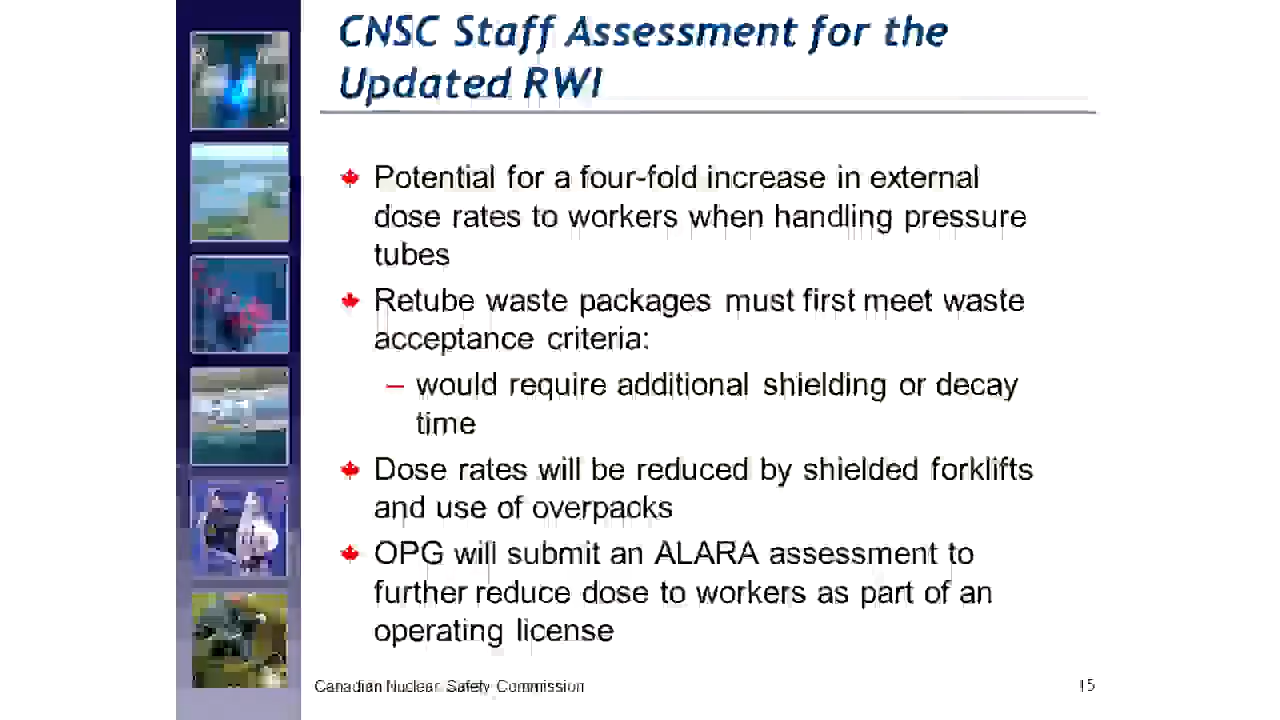 CNSC Staff Assessment for the
Updated RWI
Potential for a four-fold increase in external
dose rates to workers when handling pressure
tubes
Retube waste packages must first meet waste
acceptance criteria:
– would require additional shielding or decay
time
Dose rates will be reduced by shielded forklifts
and use of overpacks
OPG will submit an ALARA assessment to
further reduce dose to workers as part of an
operating license
Canadian Nuclear Safety Commission
15